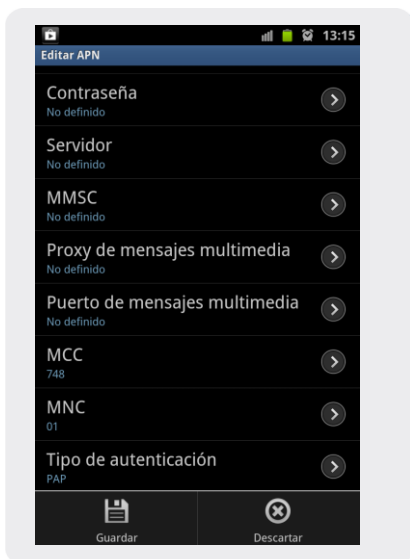 13:15
Editar APN
Contraseña
No definido
Servidor
No definido
MMSC
No definido
Proxy de mensajes multimedia
No definido
Puerto de mensajes multimedia
No definido
MCC
748
MNC
01
Tipo de autenticación
PAP
Guardar Descartar